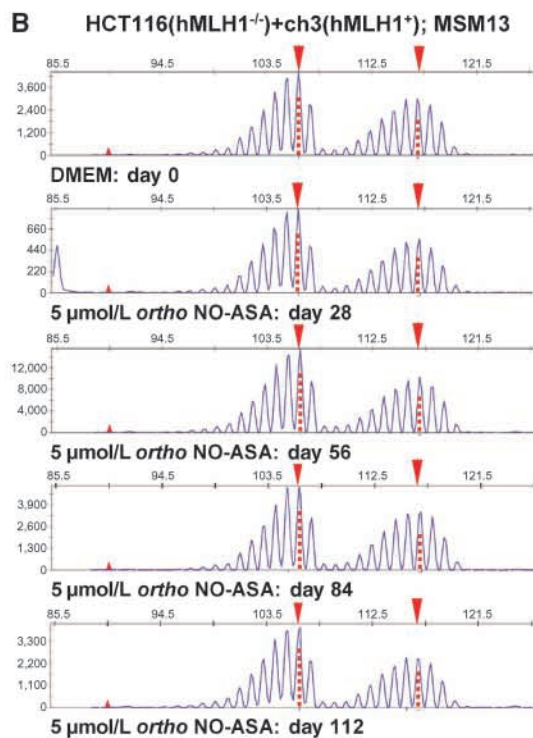 B HCT116(hMLH1-/-)+ch3(hMLH1+); MSM13
85.5 94.5 103.5 112.5 121.5
3,600
2,400
1,200
0
DMEM: day 0
85.5 94.5 103.5 112.5 121.5
660
440
220
0
5 µmol/L ortho NO-ASA: day 28
85.5 94.5 103.5 112.5 121.5
12,000
8,000
4,000
0
5 µmol/L ortho NO-ASA: day 56
85.5 94.5 103.5 112.5 121.5
3,900
2,600
1,300
0
5 µmol/L ortho NO-ASA: day 84
85.5 94.5 103.5 112.5 121.5
3,300
2,200
1,100
0
5 µmol/L ortho NO-ASA: day 112